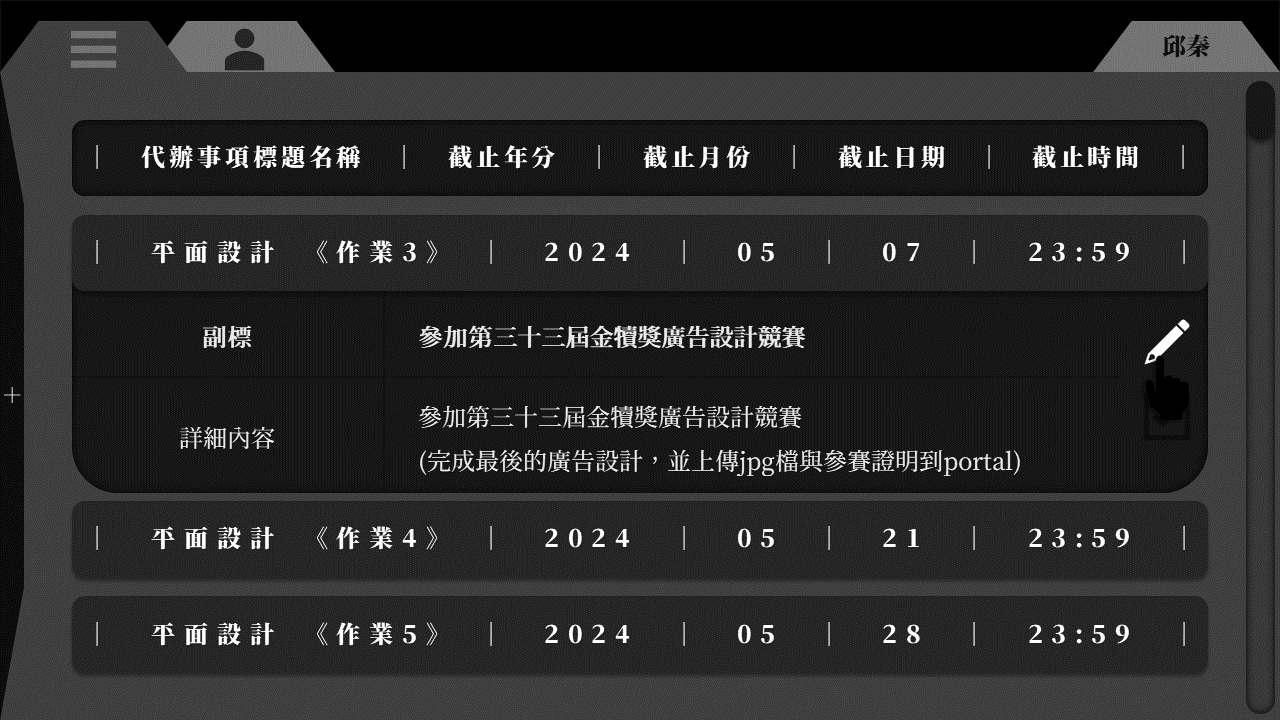 邱秦
| 代辦事項標題名稱 | 截止年分 | 截止月份 | 截止日期 | 截止時間 |
| 平面設計 《作業3》 | 2024 | 05 | 07 | 23:59 |
副標 參加第三十三屆金犢獎廣告設計競賽
詳細內容 參加第三十三屆金犢獎廣告設計競賽
(完成最後的廣告設計，並上傳jpg檔與參賽證明到portal)
| 平面設計 《作業4》 | 2024 | 05 | 21 | 23:59 |
| 平面設計 《作業5》 | 2024 | 05 | 28 | 23:59 |